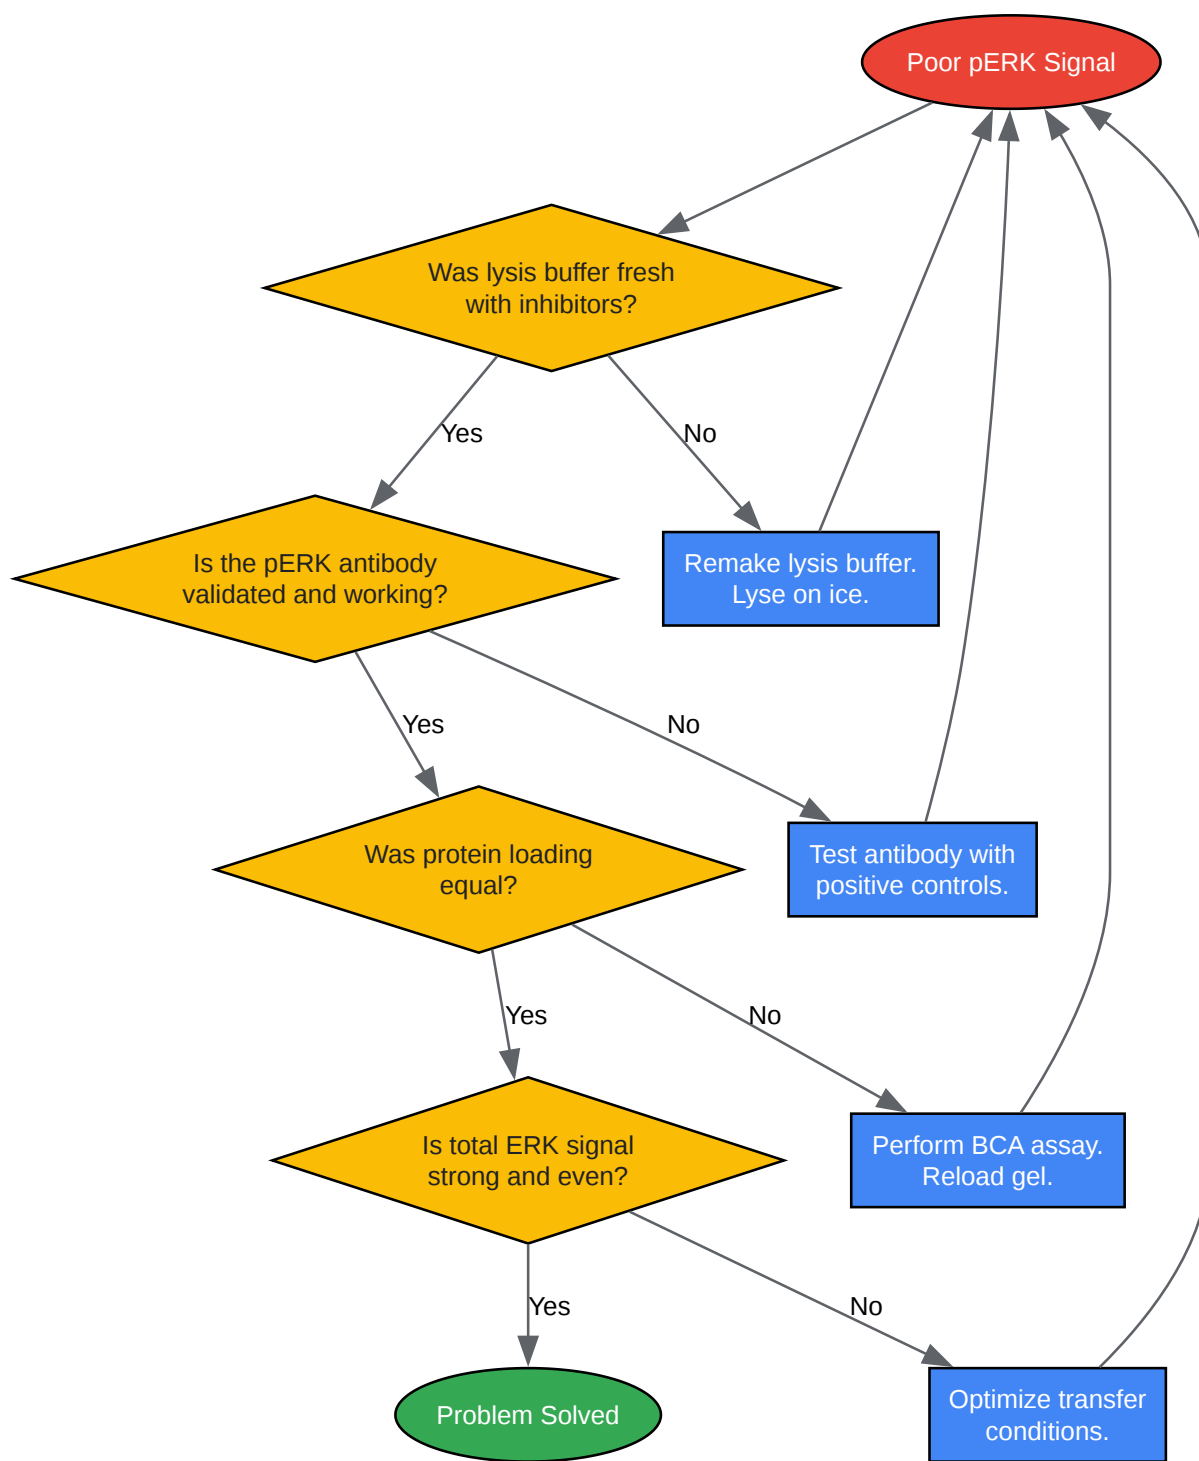 Poor pERK Signal
Was lysis buffer fresh
with inhibitors?
Yes
No
Is the pERK antibody
validated and working?
Remake lysis buffer.
Lyse on ice.
Yes
No
Was protein loading
equal?
Test antibody with
positive controls.
Yes
No
Is total ERK signal
strong and even?
Perform BCA assay.
Reload gel.
Yes
No
Problem Solved
Optimize transfer
conditions.